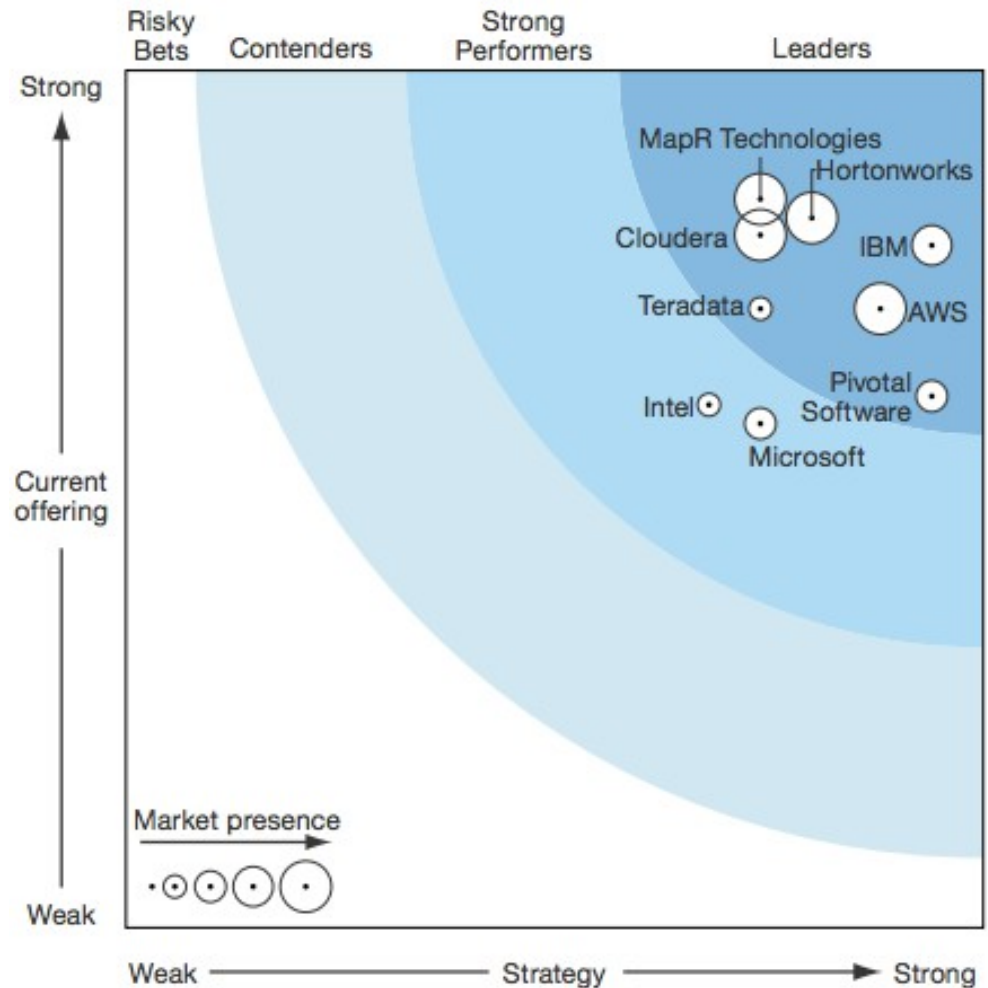 Risky
Bets
Contenders
Strong
Performers
Leaders
Strong
MapR Technologies
Hortonworks
Cloudera
IBM
Teradata
AWS
Pivotal
Software
Intel
Microsoft
Current
offering
Market presence
Weak
Weak
Strategy
Strong